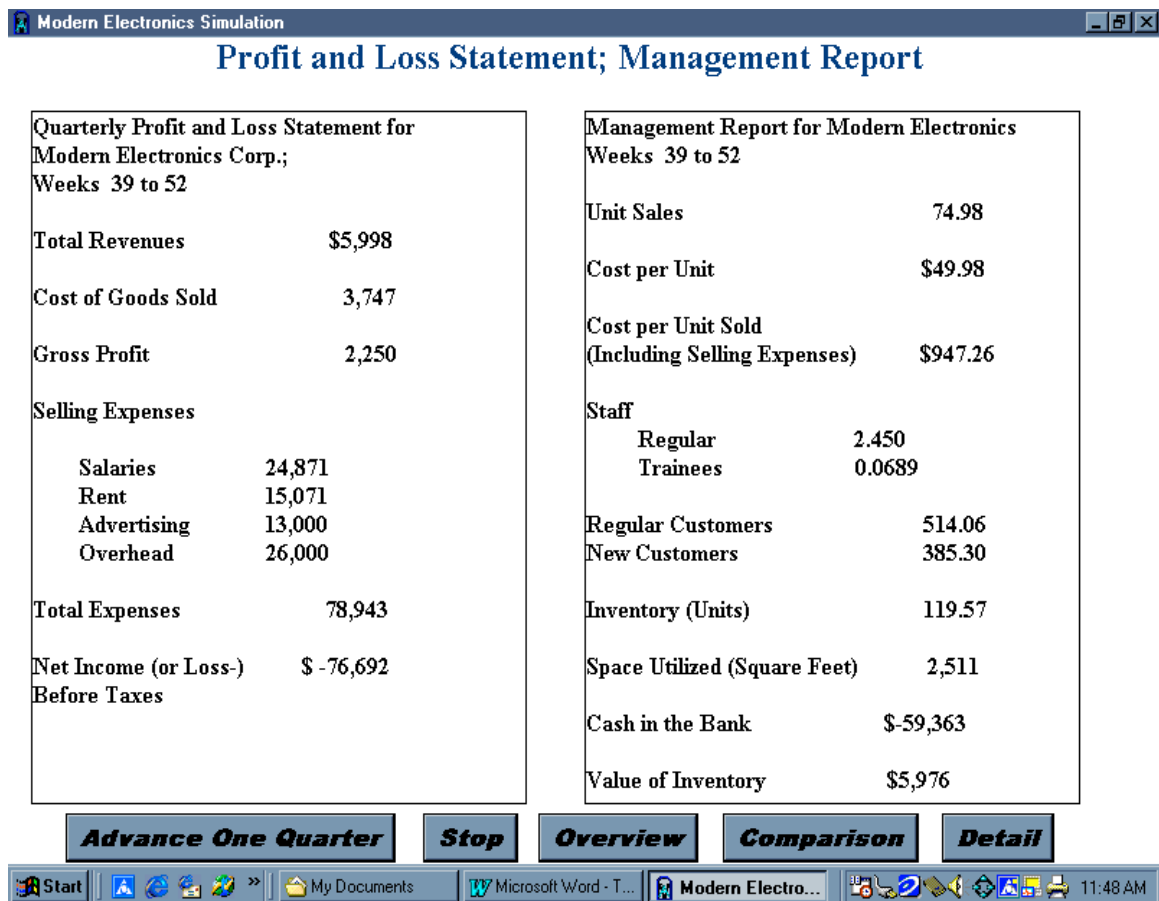 Modern Electronics Simulation
Profit and Loss Statement; Management Report
Quarterly Profit and Loss Statement for
Modern Electronics Corp.;
Weeks 39 to 52
Total Revenues $5,998
Cost of Goods Sold 3,747
Gross Profit 2,250
Selling Expenses
Salaries 24,871
Rent 15,071
Advertising 13,000
Overhead 26,000
Total Expenses 78,943
Net Income (or Loss-) $ -76,692
Before Taxes
Management Report for Modern Electronics
Weeks 39 to 52
Unit Sales 74.98
Cost per Unit $49.98
Cost per Unit Sold
(Including Selling Expenses) $947.26
Staff
Regular 2.450
Trainees 0.0689
Regular Customers 514.06
New Customers 385.30
Inventory (Units) 119.57
Space Utilized (Square Feet) 2,511
Cash in the Bank $-59,363
Value of Inventory $5,976
Advance One Quarter Stop Overview Comparison Detail
Start » My Documents Microsoft Word - T... Modern Electro... 11:48 AM